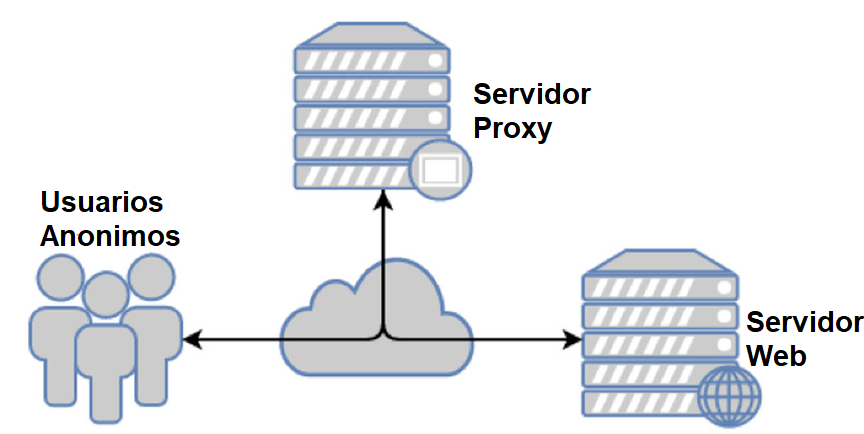 Servidor
Proxy
Usuarios
Anonimos
Servidor
Web